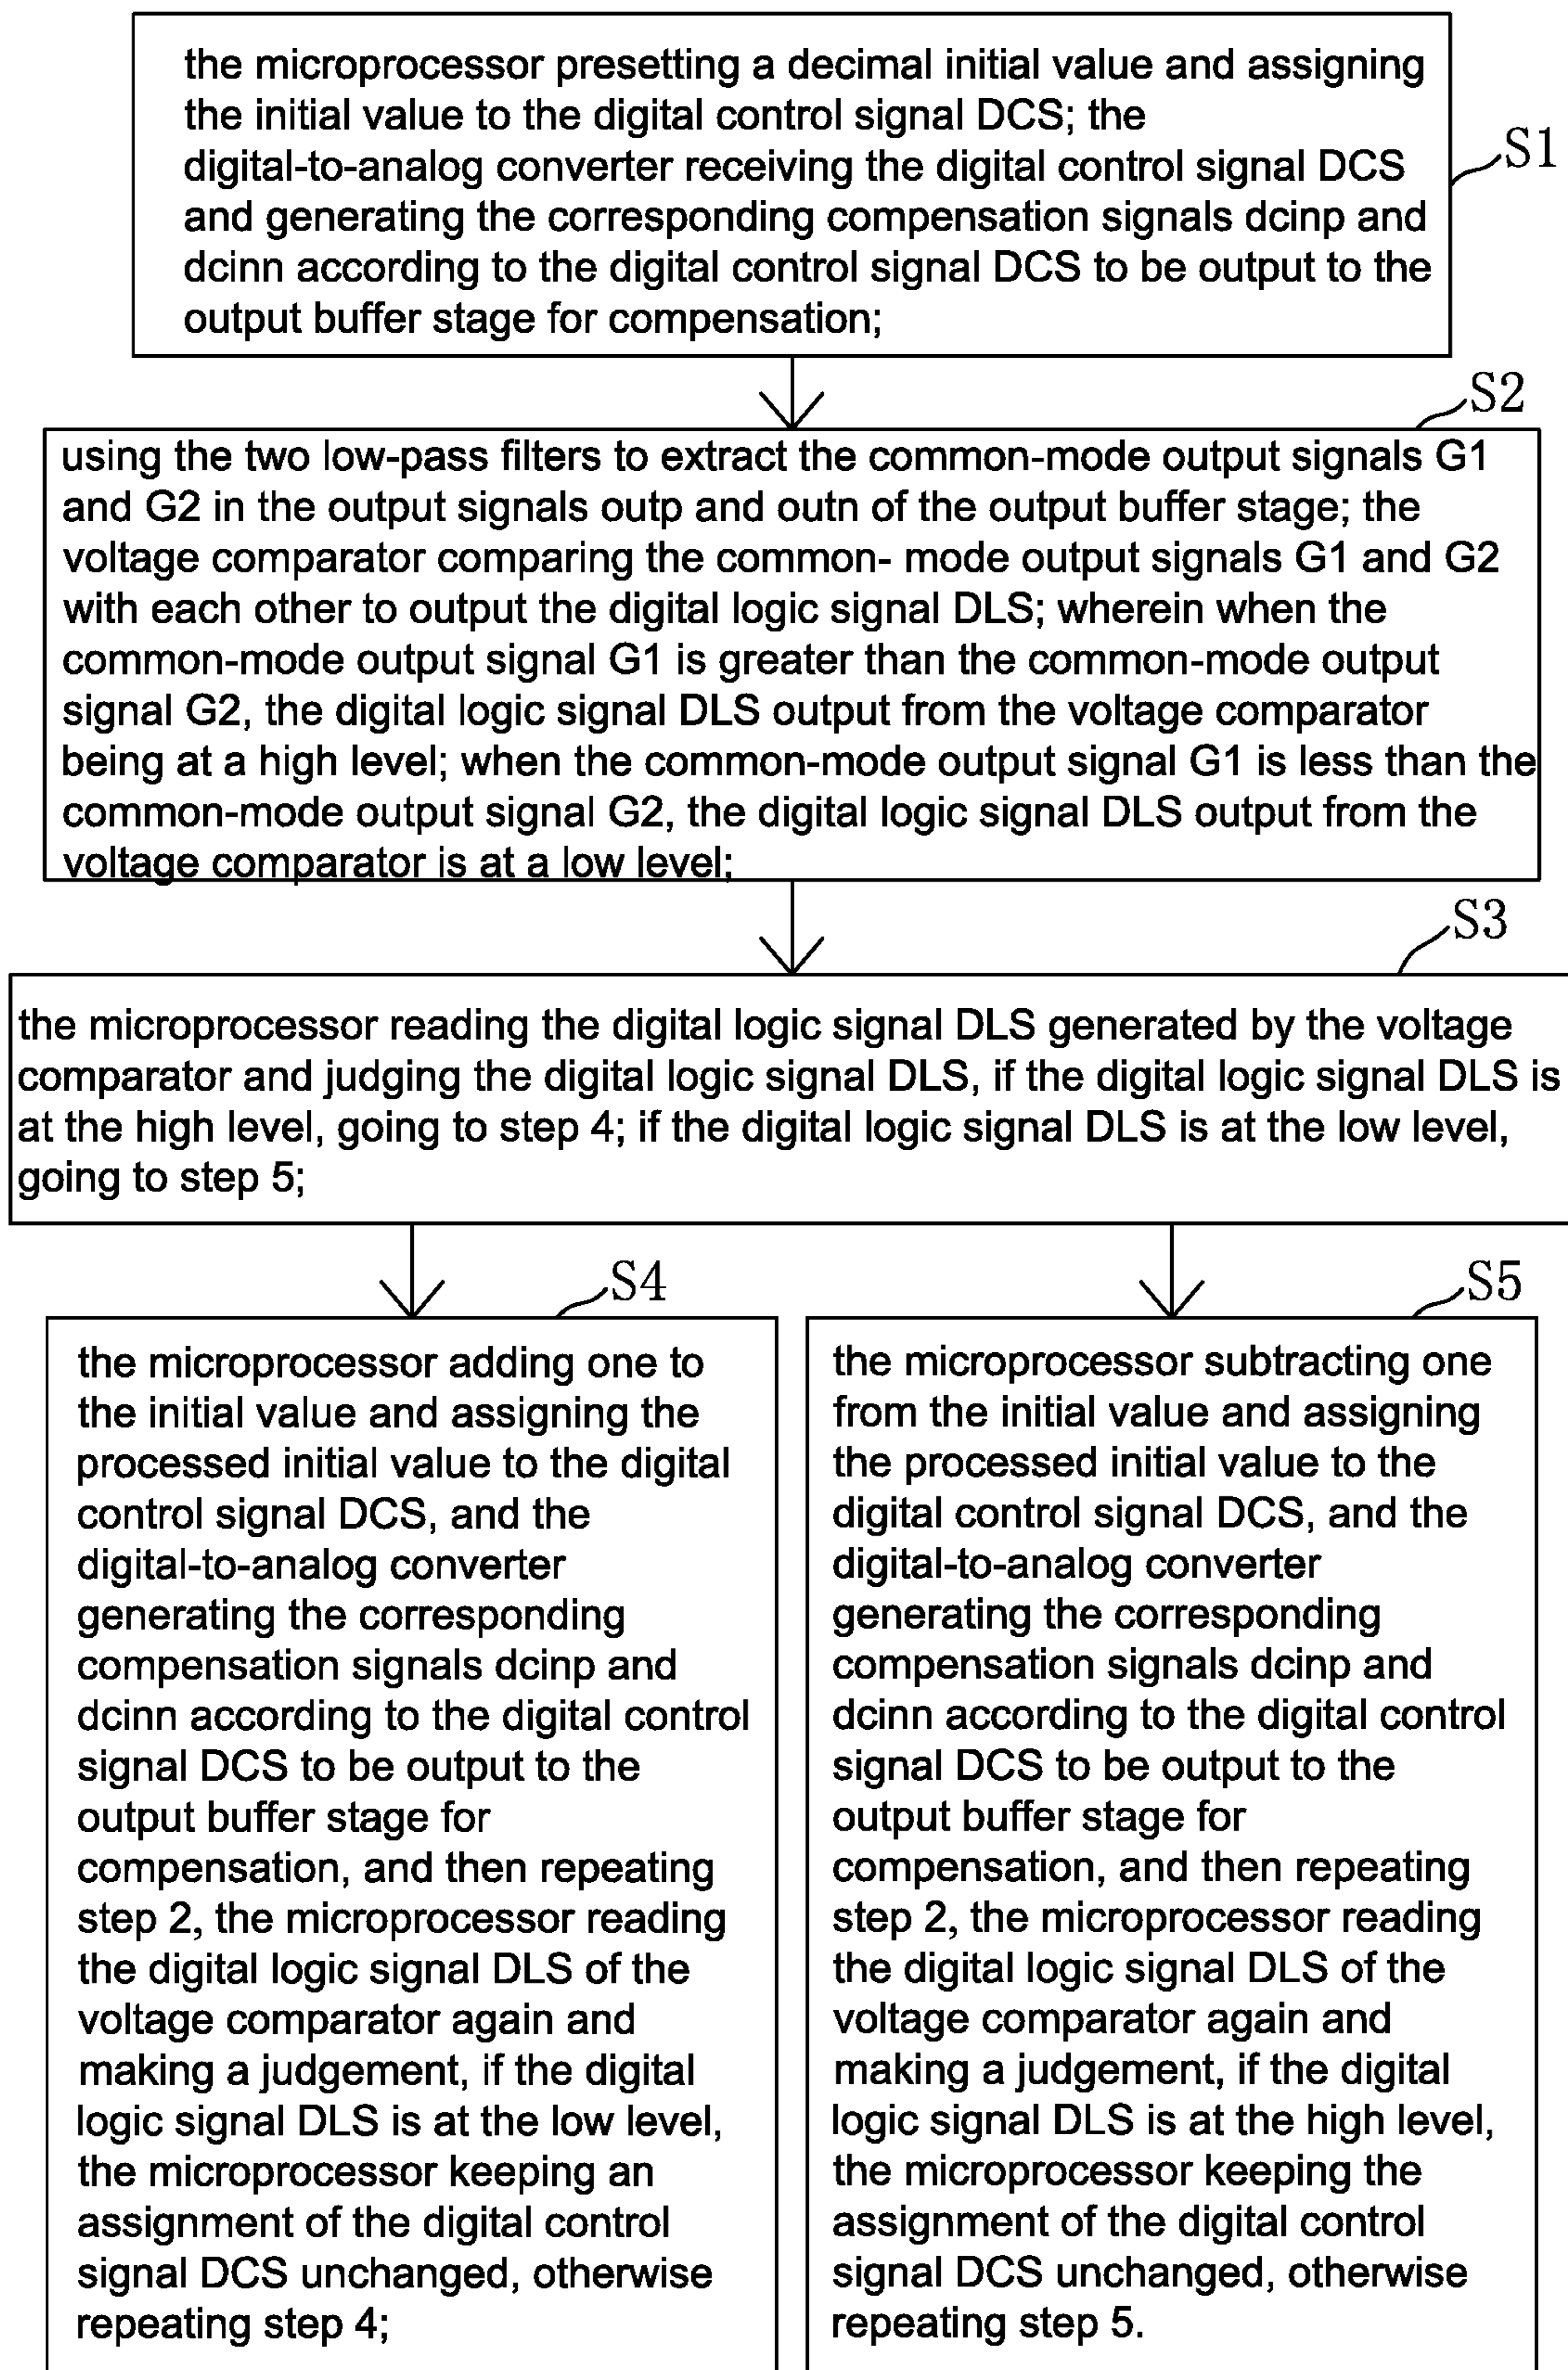 the microprocessor presetting a decimal initial value and assigning
the initial value to the digital control signal DCS; the
digital-to-analog converter receiving the digital control signal DCS
and generating the corresponding compensation signals dcinp and
dcinn according to the digital control signal DCS to be output to the
output buffer stage for compensation;
S1
S2
using the two low-pass filters to extract the common-mode output signals G1
and G2 in the output signals outp and outn of the output buffer stage; the
voltage comparator comparing the common- mode output signals G1 and G2
with each other to output the digital logic signal DLS; wherein when the
common-mode output signal G1 is greater than the common-mode output
signal G2, the digital logic signal DLS output from the voltage comparator
being at a high level; when the common-mode output signal G1 is less than the
common-mode output signal G2, the digital logic signal DLS output from the
voltage comparator is at a low level;
S3
the microprocessor reading the digital logic signal DLS generated by the voltage
comparator and judging the digital logic signal DLS, if the digital logic signal DLS is
at the high level, going to step 4; if the digital logic signal DLS is at the low level,
going to step 5;
S4
the microprocessor adding one to
the initial value and assigning the
processed initial value to the digital
control signal DCS, and the
digital-to-analog converter
generating the corresponding
compensation signals dcinp and
dcinn according to the digital control
signal DCS to be output to the
output buffer stage for
compensation, and then repeating
step 2, the microprocessor reading
the digital logic signal DLS of the
voltage comparator again and
making a judgement, if the digital
logic signal DLS is at the low level,
the microprocessor keeping an
assignment of the digital control
signal DCS unchanged, otherwise
repeating step 4;
S5
the microprocessor subtracting one
from the initial value and assigning
the processed initial value to the
digital control signal DCS, and the
digital-to-analog converter
generating the corresponding
compensation signals dcinp and
dcinn according to the digital control
signal DCS to be output to the
output buffer stage for
compensation, and then repeating
step 2, the microprocessor reading
the digital logic signal DLS of the
voltage comparator again and
making a judgement, if the digital
logic signal DLS is at the high level,
the microprocessor keeping the
assignment of the digital control
signal DCS unchanged, otherwise
repeating step 5.